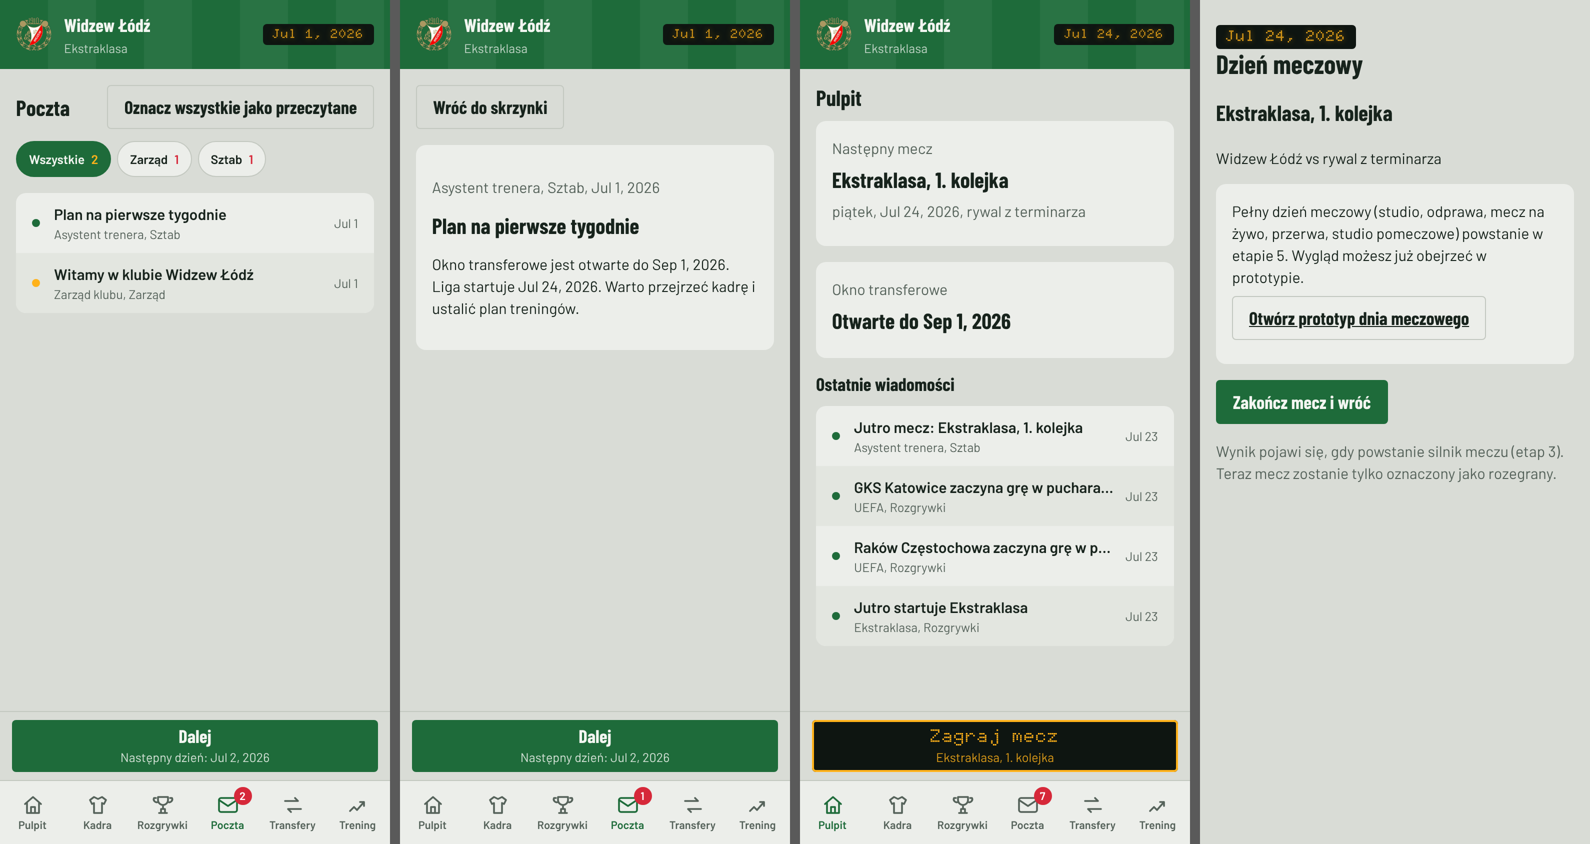 Widzew Łódź
Ekstraklasa
Jul 1, 2026
Poczta
Oznacz wszystkie jako przeczytane
Wszystkie 2
Zarząd 1
Sztab 1
Plan na pierwsze tygodnie
Asystent trenera, Sztab
Jul 1
Witamy w klubie Widzew Łódź
Zarząd klubu, Zarząd
Jul 1
Dalej
Następny dzień: Jul 2, 2026
Pulpit
Kadra
Rozgrywki
2
Poczta
Transfery
Trening
Widzew Łódź
Ekstraklasa
Jul 1, 2026
Wróć do skrzynki
Asystent trenera, Sztab, Jul 1, 2026
Plan na pierwsze tygodnie
Okno transferowe jest otwarte do Sep 1, 2026.
Liga startuje Jul 24, 2026. Warto przejrzeć kadrę i
ustalić plan treningów.
Dalej
Następny dzień: Jul 2, 2026
Pulpit
Kadra
Rozgrywki
1
Poczta
Transfery
Trening
Widzew Łódź
Ekstraklasa
Jul 24, 2026
Pulpit
Następny mecz
Ekstraklasa, 1. kolejka
piątek, Jul 24, 2026, rywal z terminarza
Okno transferowe
Otwarte do Sep 1, 2026
Ostatnie wiadomości
Jutro mecz: Ekstraklasa, 1. kolejka
Asystent trenera, Sztab
Jul 23
GKS Katowice zaczyna grę w puchara...
UEFA, Rozgrywki
Jul 23
Raków Częstochowa zaczyna grę w p...
UEFA, Rozgrywki
Jul 23
Jutro startuje Ekstraklasa
Ekstraklasa, Rozgrywki
Jul 23
Zagraj mecz
Ekstraklasa, 1. kolejka
Pulpit
Kadra
Rozgrywki
7
Poczta
Transfery
Trening
Jul 24, 2026
Dzień meczowy
Ekstraklasa, 1. kolejka
Widzew Łódź vs rywal z terminarza
Pełny dzień meczowy (studio, odprawa, mecz na
żywo, przerwa, studio pomeczowe) powstanie w
etapie 5. Wygląd możesz już obejrzeć w
prototypie.
Otwórz prototyp dnia meczowego
Zakończ mecz i wróć
Wynik pojawi się, gdy powstanie silnik meczu (etap 3).
Teraz mecz zostanie tylko oznaczony jako rozegrany.